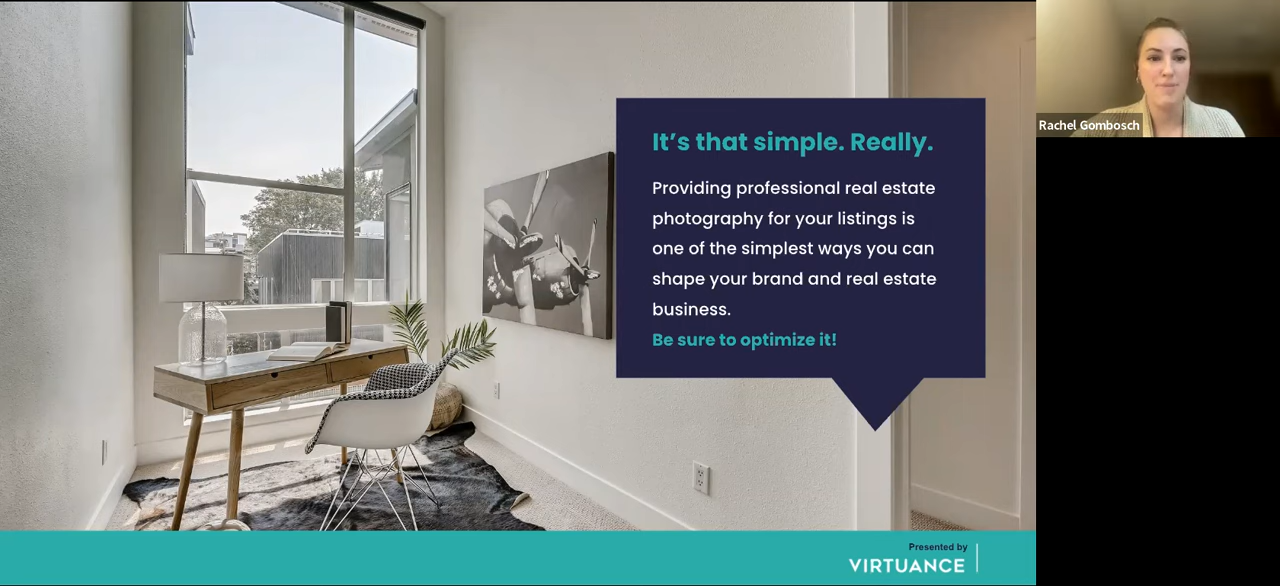 It's that simple. Really.
Providing professional real estate
photography for your listings is
one of the simplest ways you can
shape your brand and real estate
business.
Be sure to optimize it!
Rachel Gombosch
Presented by
VIRTUANCE